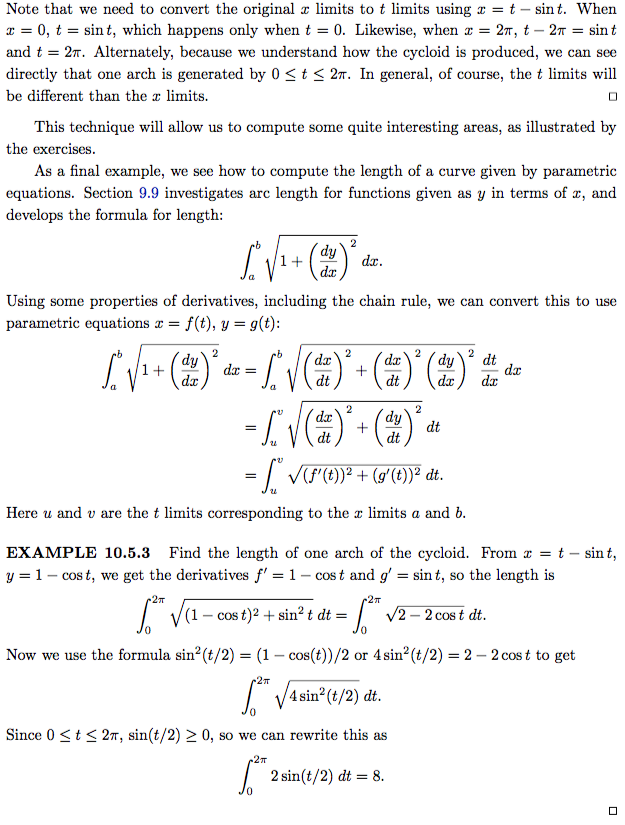 Note that we need to convert the original x limits to t limits using x = t − sin t. When
x = 0, t = sin t, which happens only when t = 0. Likewise, when x = 2π, t − 2π = sin t
and t = 2π. Alternately, because we understand how the cycloid is produced, we can see
directly that one arch is generated by 0 ≤ t ≤ 2π. In general, of course, the t limits will
be different than the x limits. □
This technique will allow us to compute some quite interesting areas, as illustrated by
the exercises.
As a final example, we see how to compute the length of a curve given by parametric
equations. Section 9.9 investigates arc length for functions given as y in terms of x, and
develops the formula for length:
∫_a^b √(1 + (dy/dx)²) dx.
Using some properties of derivatives, including the chain rule, we can convert this to use
parametric equations x = f(t), y = g(t):
∫_a^b √(1 + (dy/dx)²) dx = ∫_a^b √((dx/dt)² + (dx/dt)² (dy/dx)²) dt/dx dx
= ∫_u^v √((dx/dt)² + (dy/dt)²) dt
= ∫_u^v √((f′(t))² + (g′(t))²) dt.
Here u and v are the t limits corresponding to the x limits a and b.
EXAMPLE 10.5.3 Find the length of one arch of the cycloid. From x = t − sin t,
y = 1 − cos t, we get the derivatives f′ = 1 − cos t and g′ = sin t, so the length is
∫_0^{2π} √((1 − cos t)² + sin² t) dt = ∫_0^{2π} √(2 − 2 cos t) dt.
Now we use the formula sin²(t/2) = (1 − cos(t))/2 or 4 sin²(t/2) = 2 − 2 cos t to get
∫_0^{2π} √(4 sin²(t/2)) dt.
Since 0 ≤ t ≤ 2π, sin(t/2) ≥ 0, so we can rewrite this as
∫_0^{2π} 2 sin(t/2) dt = 8.
□